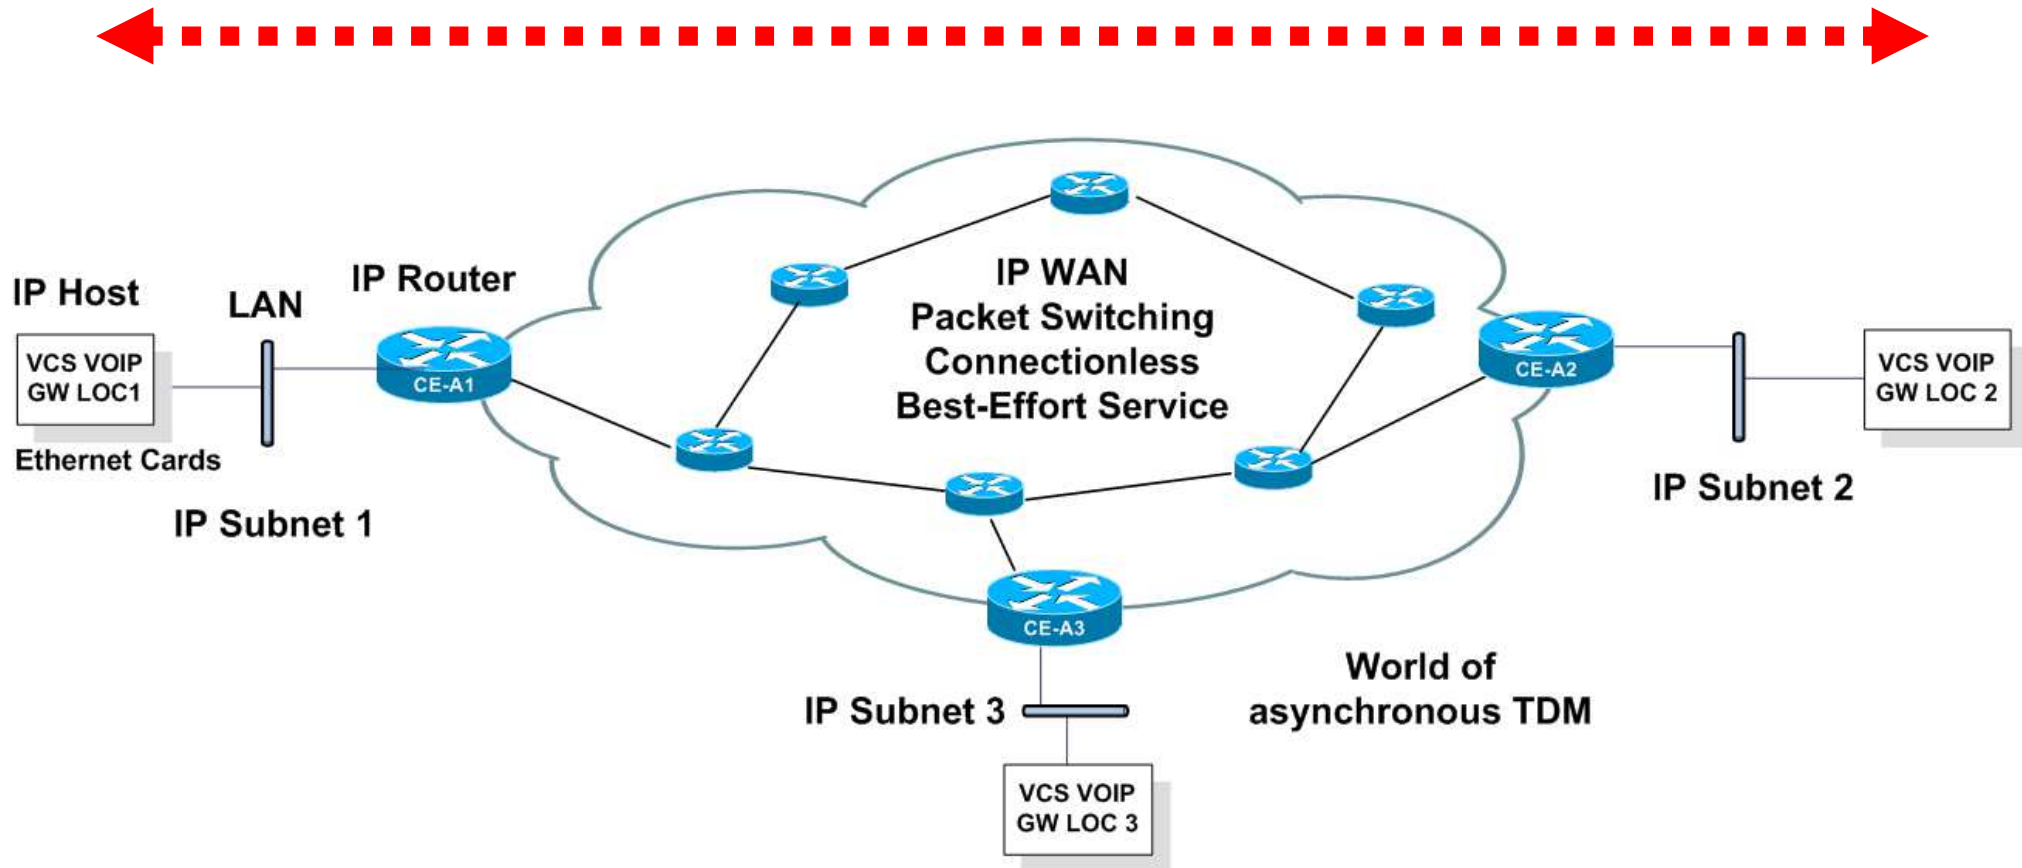 IP Host
LAN
IP Router
VCS VOIP
GW LOC1
Ethernet Cards
IP Subnet 1
CE-A1
IP WAN
Packet Switching
Connectionless
Best-Effort Service
CE-A2
VCS VOIP
GW LOC 2
IP Subnet 2
CE-A3
IP Subnet 3
World of
asynchronous TDM
VCS VOIP
GW LOC 3